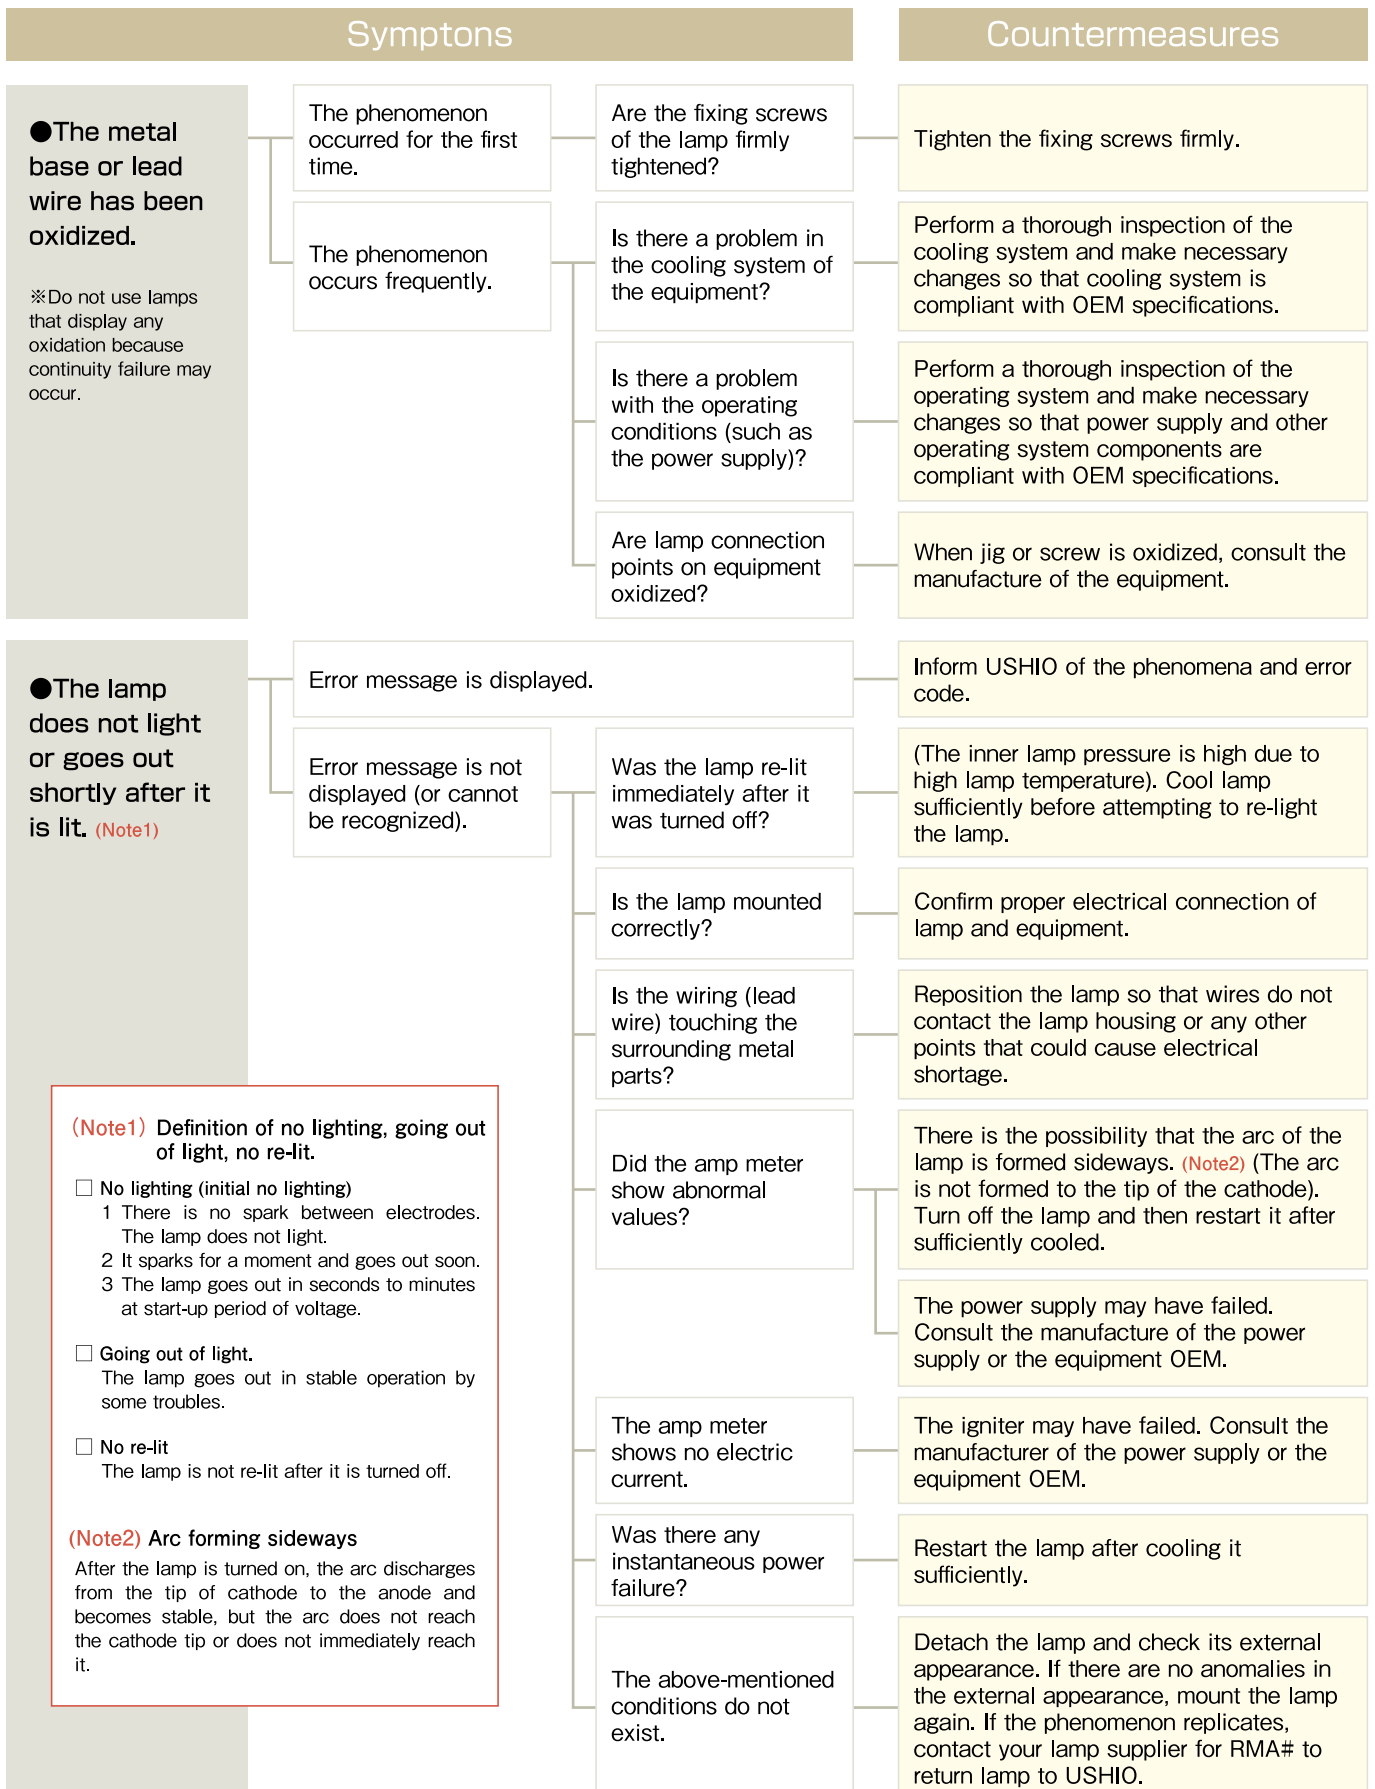 Symptons
Countermeasures
●The metal
base or lead
wire has been
oxidized.
※Do not use lamps
that display any
oxidation because
continuity failure may
occur.
The phenomenon
occurred for the first
time.
Are the fixing screws
of the lamp firmly
tightened?
Tighten the fixing screws firmly.
The phenomenon
occurs frequently.
Is there a problem in
the cooling system of
the equipment?
Perform a thorough inspection of the
cooling system and make necessary
changes so that cooling system is
compliant with OEM specifications.
Is there a problem
with the operating
conditions (such as
the power supply)?
Perform a thorough inspection of the
operating system and make necessary
changes so that power supply and other
operating system components are
compliant with OEM specifications.
Are lamp connection
points on equipment
oxidized?
When jig or screw is oxidized, consult the
manufacture of the equipment.
●The lamp
does not light
or goes out
shortly after it
is lit. (Note1)
Error message is displayed.
Inform USHIO of the phenomena and error
code.
Error message is not
displayed (or cannot
be recognized).
Was the lamp re-lit
immediately after it
was turned off?
(The inner lamp pressure is high due to
high lamp temperature). Cool lamp
sufficiently before attempting to re-light
the lamp.
Is the lamp mounted
correctly?
Confirm proper electrical connection of
lamp and equipment.
Is the wiring (lead
wire) touching the
surrounding metal
parts?
Reposition the lamp so that wires do not
contact the lamp housing or any other
points that could cause electrical
shortage.
Did the amp meter
show abnormal
values?
There is the possibility that the arc of the
lamp is formed sideways. (Note2) (The arc
is not formed to the tip of the cathode).
Turn off the lamp and then restart it after
sufficiently cooled.
The power supply may have failed.
Consult the manufacture of the power
supply or the equipment OEM.
The amp meter
shows no electric
current.
The igniter may have failed. Consult the
manufacturer of the power supply or the
equipment OEM.
Was there any
instantaneous power
failure?
Restart the lamp after cooling it
sufficiently.
The above-mentioned
conditions do not
exist.
Detach the lamp and check its external
appearance. If there are no anomalies in
the external appearance, mount the lamp
again. If the phenomenon replicates,
contact your lamp supplier for RMA# to
return lamp to USHIO.
(Note1) Definition of no lighting, going out
of light, no re-lit.
□ No lighting (initial no lighting)
1 There is no spark between electrodes.
The lamp does not light.
2 It sparks for a moment and goes out soon.
3 The lamp goes out in seconds to minutes
at start-up period of voltage.
□ Going out of light.
The lamp goes out in stable operation by
some troubles.
□ No re-lit
The lamp is not re-lit after it is turned off.
(Note2) Arc forming sideways
After the lamp is turned on, the arc discharges
from the tip of cathode to the anode and
becomes stable, but the arc does not reach
the cathode tip or does not immediately reach
it.